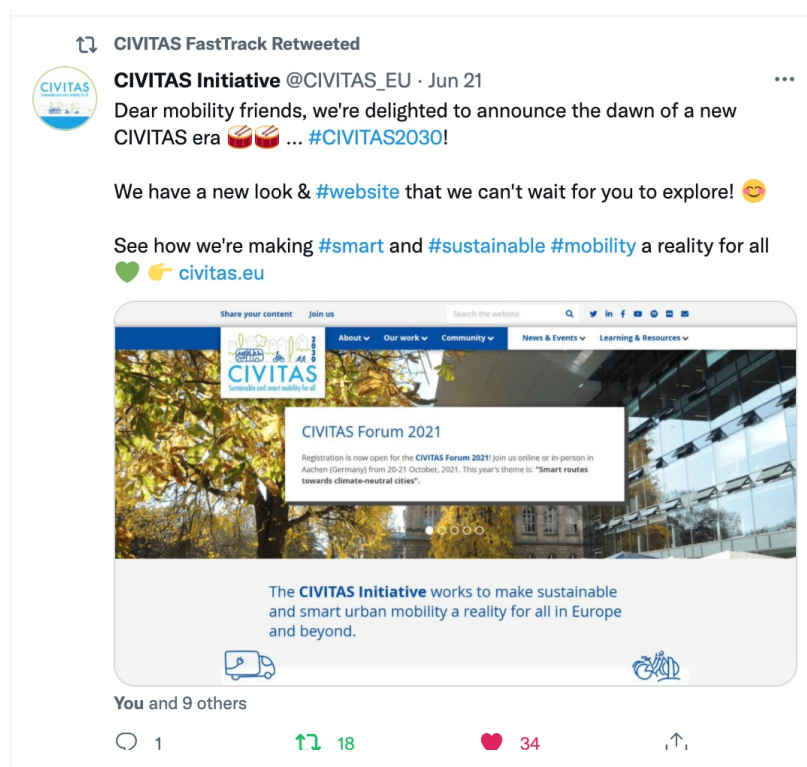 CIVITAS FastTrack Retweeted
CIVITAS Initiative @CIVITAS_EU · Jun 21
CIVITAS
Dear mobility friends, we're delighted to announce the dawn of a new
CIVITAS era 🥁🥁 ... #CIVITAS2030!
We have a new look & #website that we can't wait for you to explore! 😊
See how we're making #smart and #sustainable #mobility a reality for all
💚 👉 civitas.eu
Share your content Join us Search the website
About Our work Community News & Events Learning & Resources
2030
CIVITAS
Sustainable and smart mobility for all
CIVITAS Forum 2021
Registration is now open for the CIVITAS Forum 2021! Join us online or in-person in
Aachen (Germany) from 20-21 October, 2021. This year's theme is: "Smart routes
towards climate-neutral cities".
The CIVITAS Initiative works to make sustainable
and smart urban mobility a reality for all in Europe
and beyond.
You and 9 others
1 18 34